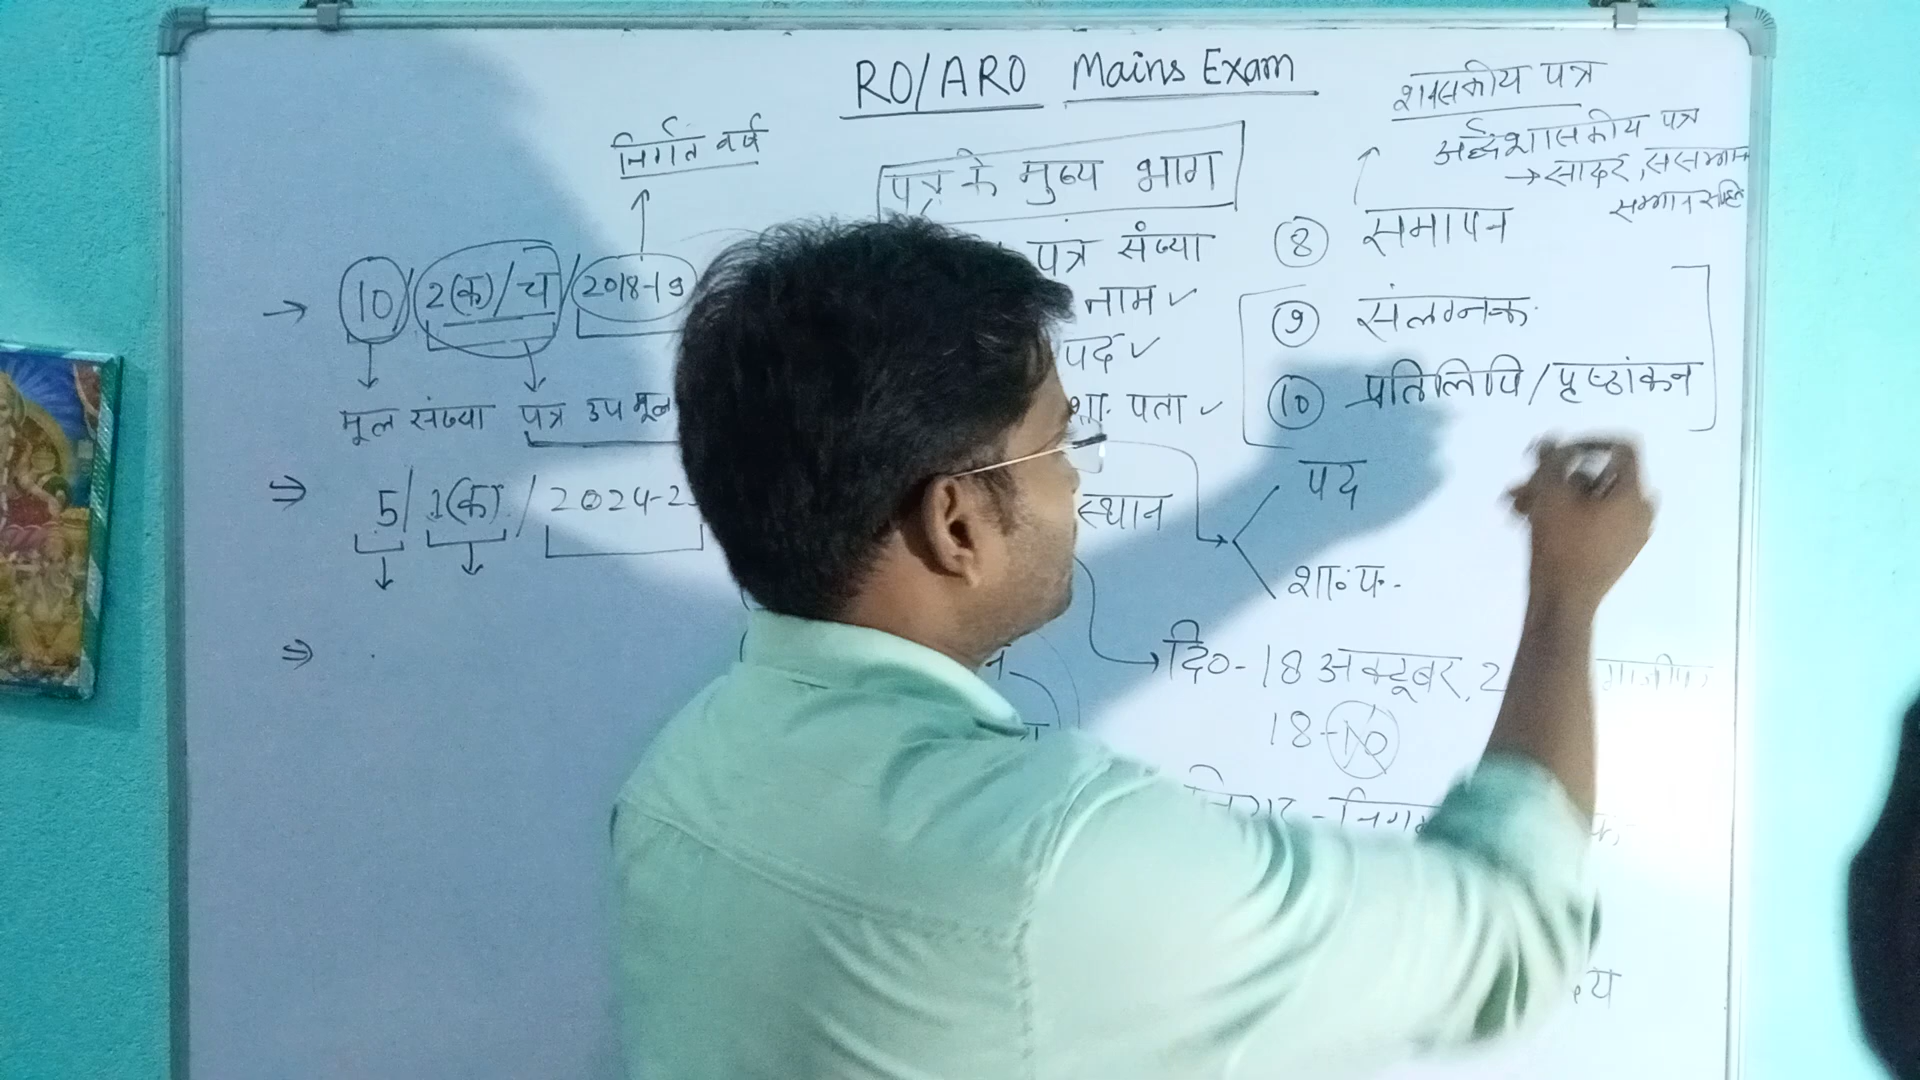 RO/ARO Mains Exam
निर्गत वर्ष
पत्र के मुख्य भाग
पत्र संख्या
नाम ✓
पद ✓
शा. पता ✓
स्थान
→ 10/2(क)/च/2018-19
मूल संख्या पत्र उप मूल
⇒ 5/1(क)/2024-2
⇒
शासकीय पत्र
अर्द्धशासकीय पत्र
→ सादर, ससम्मान
सम्मान सहित
8 समापन
9 संलग्नक
10 प्रतिलिपि/पृष्ठांकन
पद
शा॰प.-
दि०-18 अक्टूबर, 2
18-No